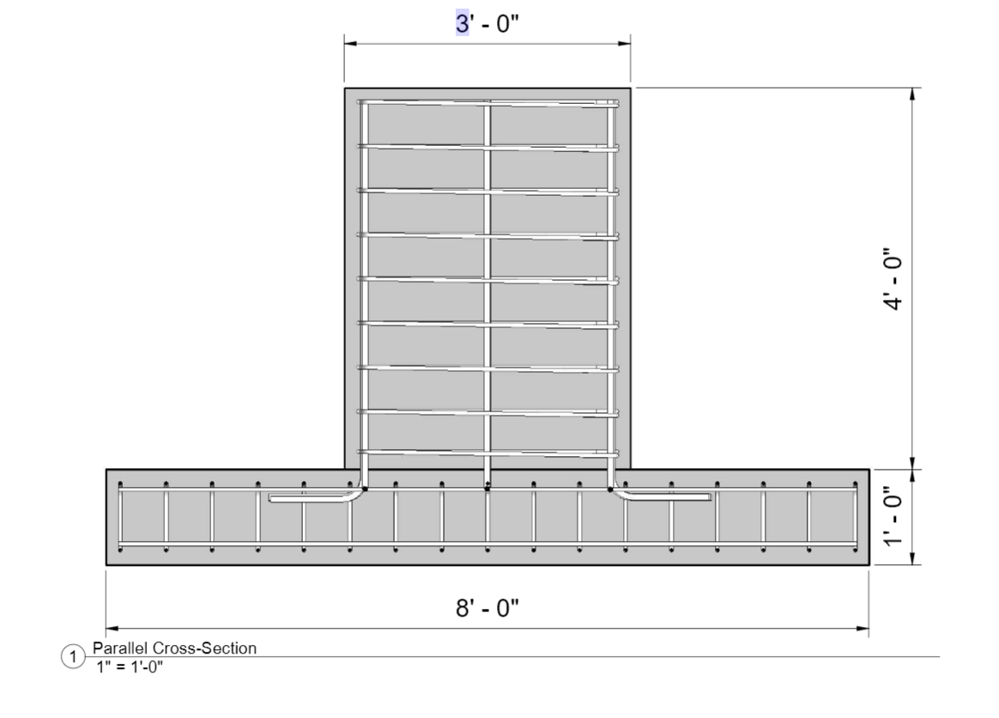 3' - 0"
4' - 0"
1' - 0"
8' - 0"
1 Parallel Cross-Section
1" = 1'-0"